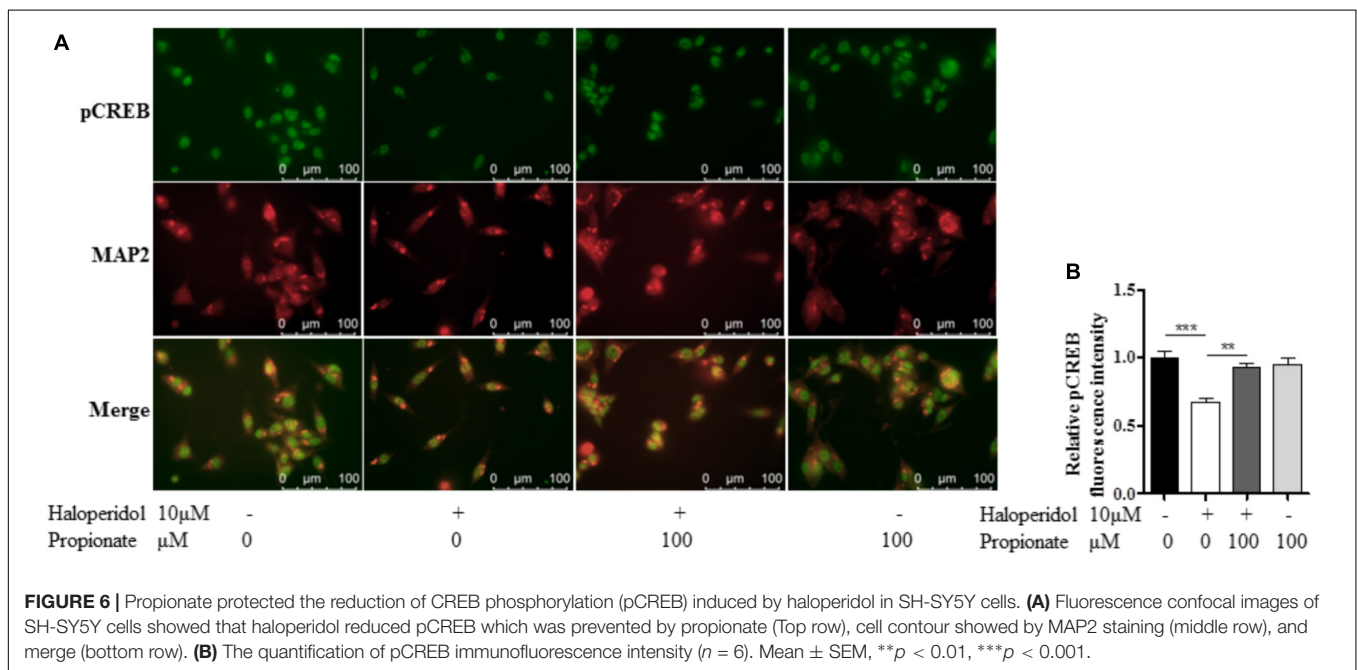 A
pCREB
0 µm 100
0 µm 100
0 µm 100
0 µm 100
MAP2
0 µm 100
0 µm 100
0 µm 100
0 µm 100
Merge
0 µm 100
0 µm 100
0 µm 100
0 µm 100
Haloperidol 10µM - + + -
Propionate µM 0 0 100 100
B
Relative pCREB
fluorescence intensity
1.5
1.0
0.5
0.0
***
**
Haloperidol 10µM - + + -
Propionate µM 0 0 100 100
FIGURE 6 | Propionate protected the reduction of CREB phosphorylation (pCREB) induced by haloperidol in SH-SY5Y cells. (A) Fluorescence confocal images of
SH-SY5Y cells showed that haloperidol reduced pCREB which was prevented by propionate (Top row), cell contour showed by MAP2 staining (middle row), and
merge (bottom row). (B) The quantification of pCREB immunofluorescence intensity (n = 6). Mean ± SEM, **p < 0.01, ***p < 0.001.